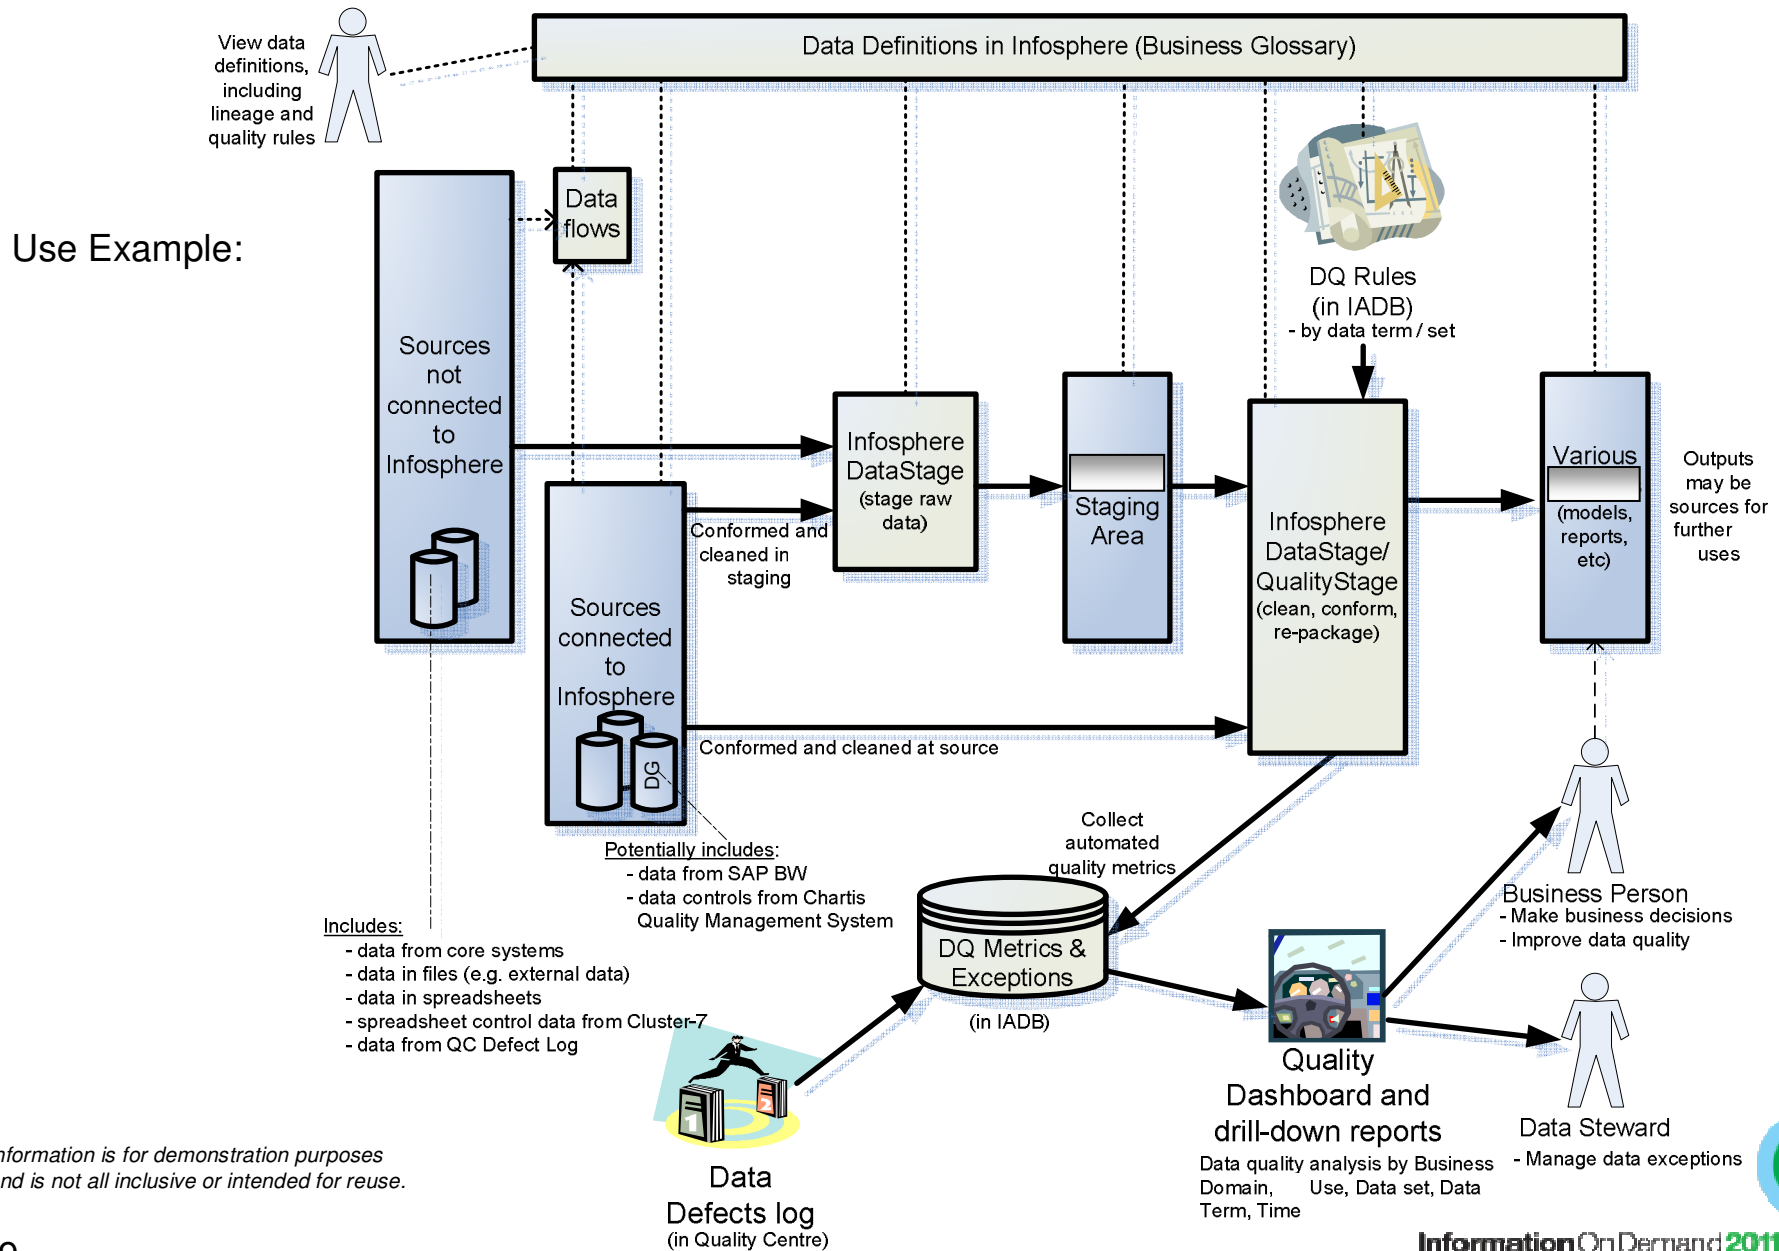 View data
definitions,
including
lineage and
quality rules
Data Definitions in Infosphere (Business Glossary)
Use Example:
Data
flows
DQ Rules
(in IADB)
- by data term / set
Sources
not
connected
to
Infosphere
Infosphere
DataStage
(stage raw
data)
Staging
Area
Infosphere
DataStage/
QualityStage
(clean, conform,
re-package)
Various
(models,
reports,
etc)
Outputs
may be
sources for
further
uses
Conformed and
cleaned in
staging
Sources
connected
to
Infosphere
DG
Conformed and cleaned at source
Potentially includes:
- data from SAP BW
- data controls from Chartis
Quality Management System
Collect
automated
quality metrics
Includes:
- data from core systems
- data in files (e.g. external data)
- data in spreadsheets
- spreadsheet control data from Cluster-7
- data from QC Defect Log
DQ Metrics &
Exceptions
(in IADB)
Business Person
- Make business decisions
- Improve data quality
1
2
Data
Defects log
(in Quality Centre)
Quality
Dashboard and
drill-down reports
Data quality analysis by Business
Domain, Use, Data set, Data
Term, Time
Data Steward
- Manage data exceptions
nformation is for demonstration purposes
nd is not all inclusive or intended for reuse.
Information On Demand 2011